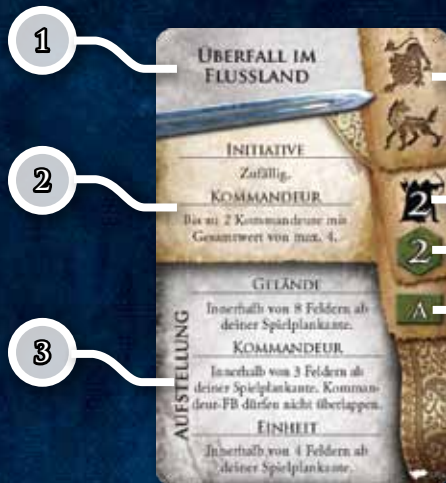 1
ÜBERFALL IM
FLUSSLAND
2
INITIATIVE
Zufällig.
KOMMANDEUR
Bis zu 2 Kommandeure mit
Gesamtwert von max. 4.
2
2
A
3
AUFSTELLUNG
GELÄNDE
Innerhalb von 8 Feldern ab
deiner Spielplankante.
KOMMANDEUR
Innerhalb von 3 Feldern ab
deiner Spielplankante. Komman-
deur-FB dürfen nicht überlappen.
EINHEIT
Innerhalb von 4 Feldern ab
deiner Spielplankante.